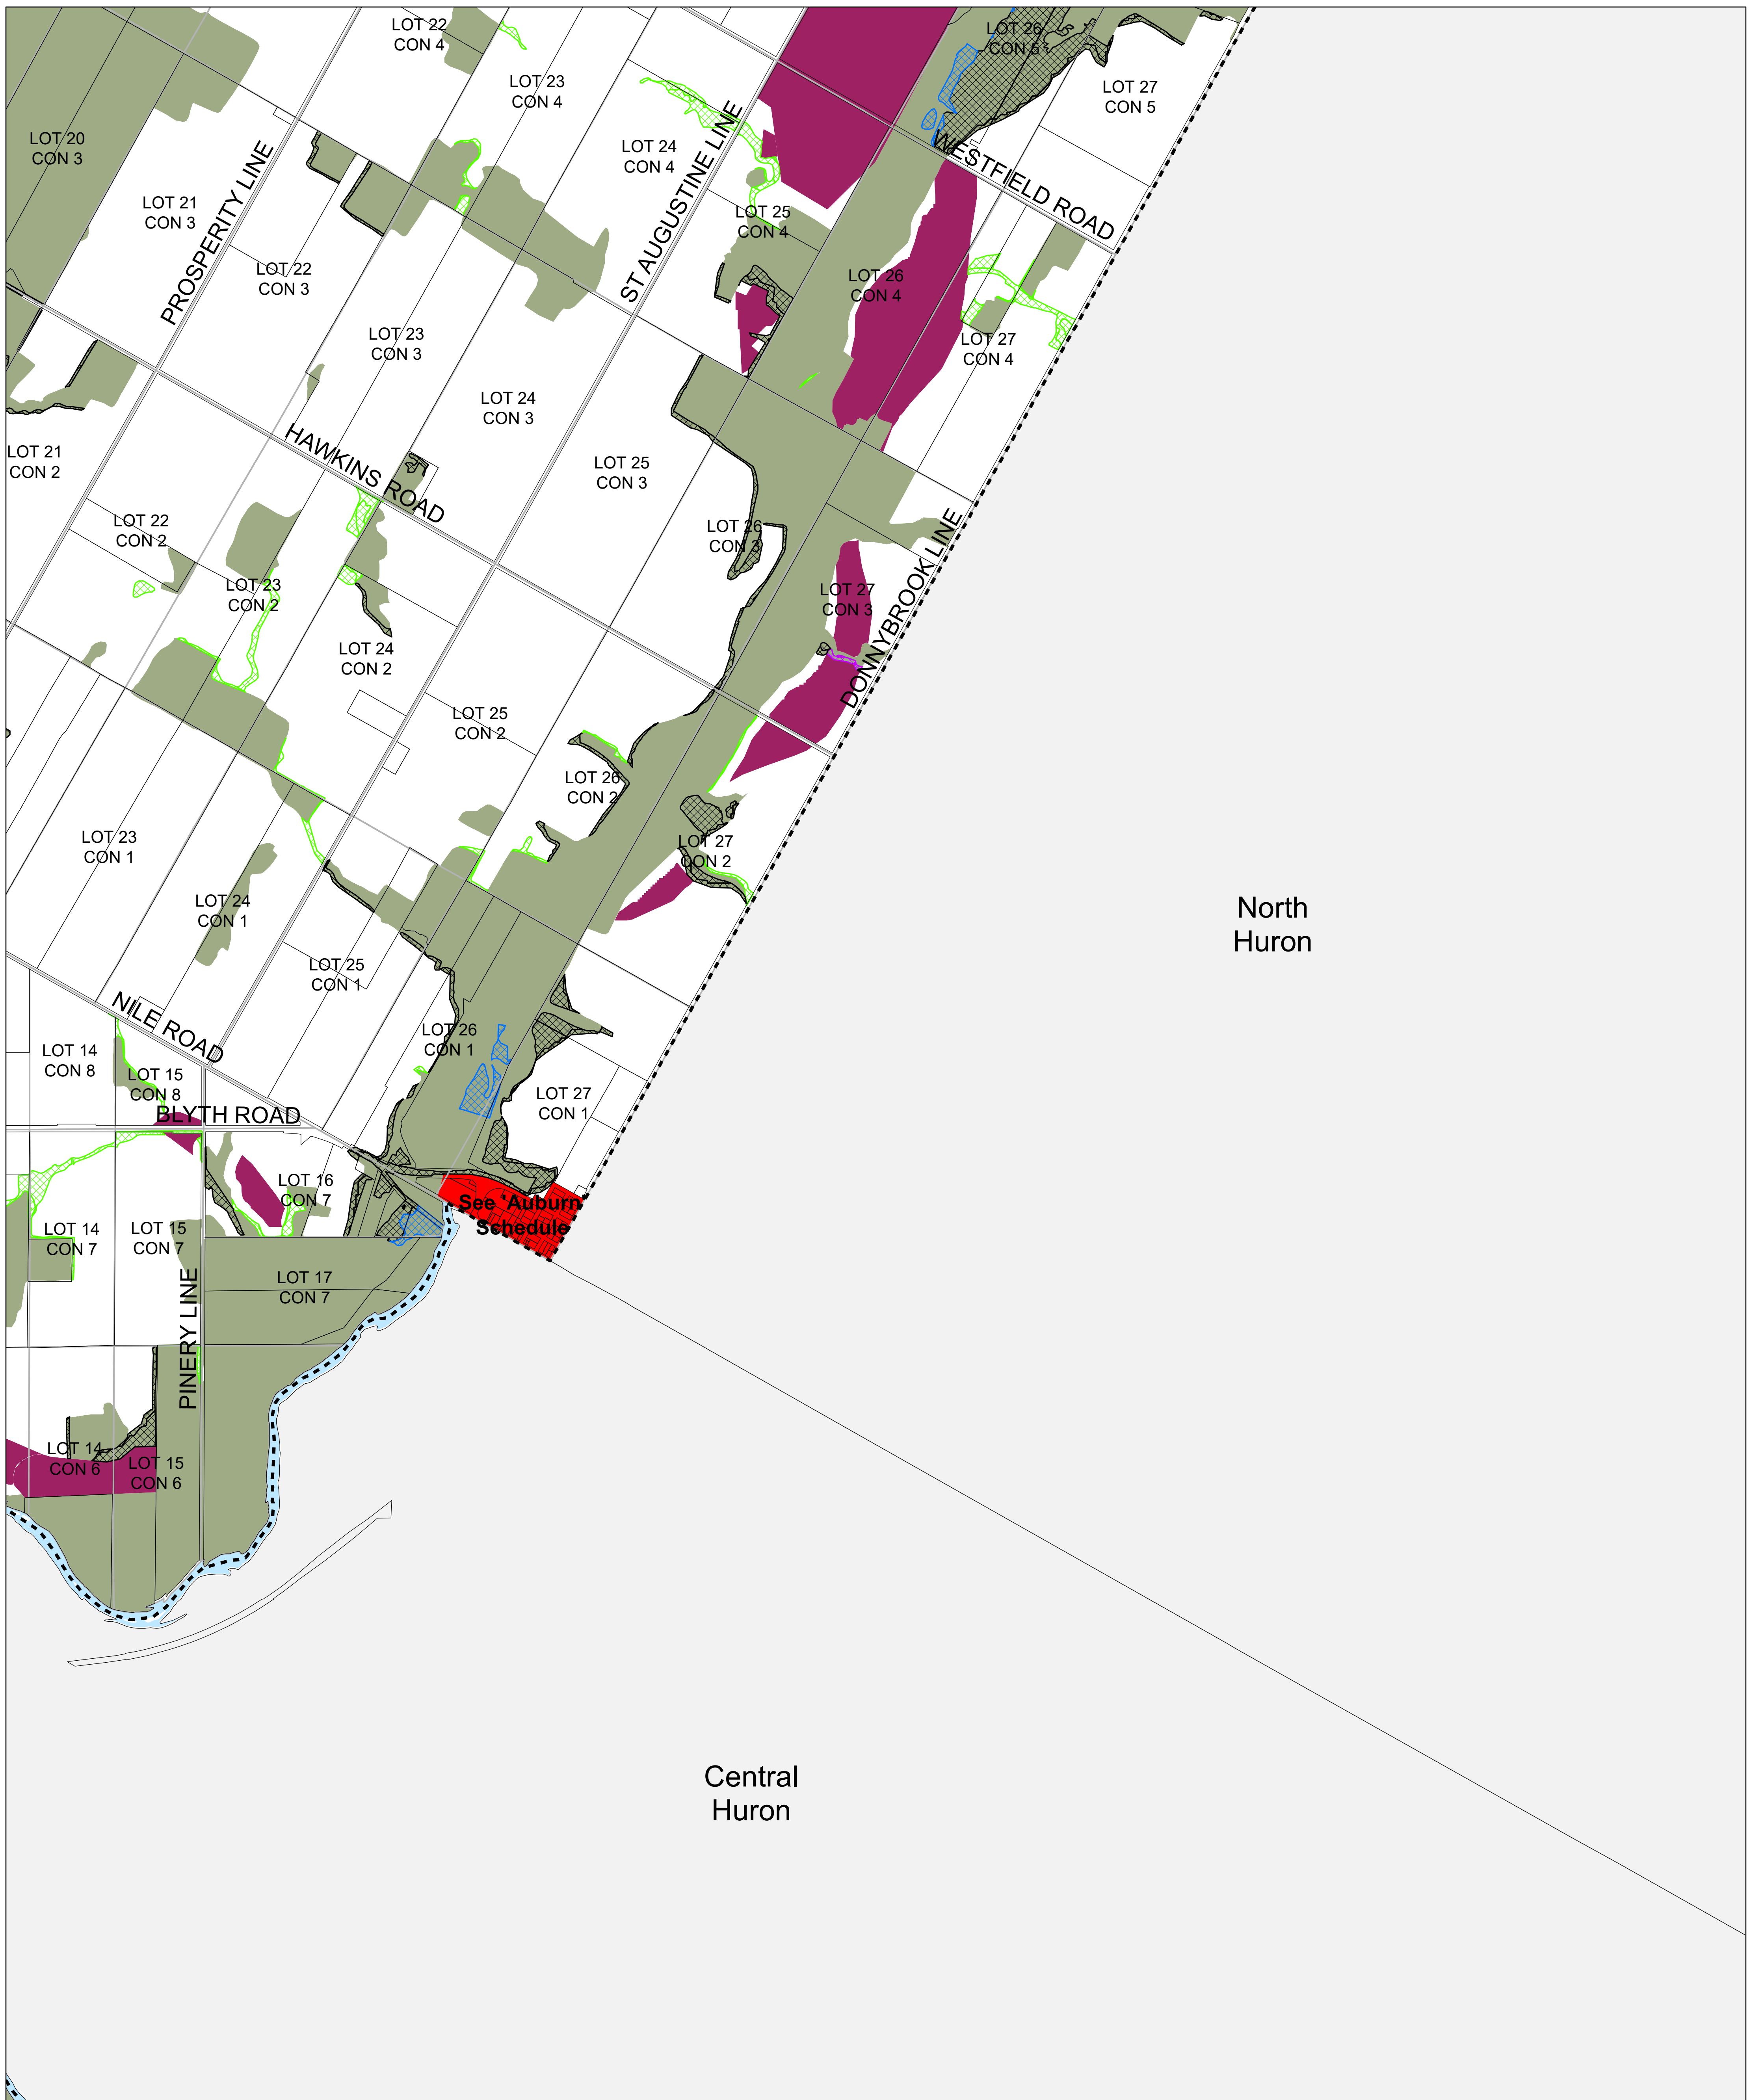 LOT 22
CON 4
LOT 26
CON 5
LOT 23
CON 4
LOT 27
CON 5
LOT 20
CON 3
LOT 24
CON 4
LOT 21
CON 3
PROSPERITY LINE
ST AUGUSTINE LINE
WESTFIELD ROAD
LOT 25
CON 4
LOT 22
CON 3
LOT 26
CON 4
LOT 23
CON 3
LOT 27
CON 4
LOT 24
CON 3
LOT 21
CON 2
HAWKINS ROAD
LOT 25
CON 3
LOT 22
CON 2
LOT 26
CON 3
LOT 23
CON 2
LOT 27
CON 3
DONNYBROOK LINE
LOT 24
CON 2
LOT 25
CON 2
LOT 26
CON 2
LOT 23
CON 1
LOT 27
CON 2
LOT 24
CON 1
North
Huron
LOT 25
CON 1
NILE ROAD
LOT 26
CON 1
LOT 14
CON 8
LOT 15
CON 8
LOT 27
CON 1
BLYTH ROAD
LOT 16
CON 7
See 'Auburn'
Schedule
LOT 14
CON 7
LOT 15
CON 7
LOT 17
CON 7
PINERY LINE
LOT 14
CON 6
LOT 15
CON 6
Central
Huron